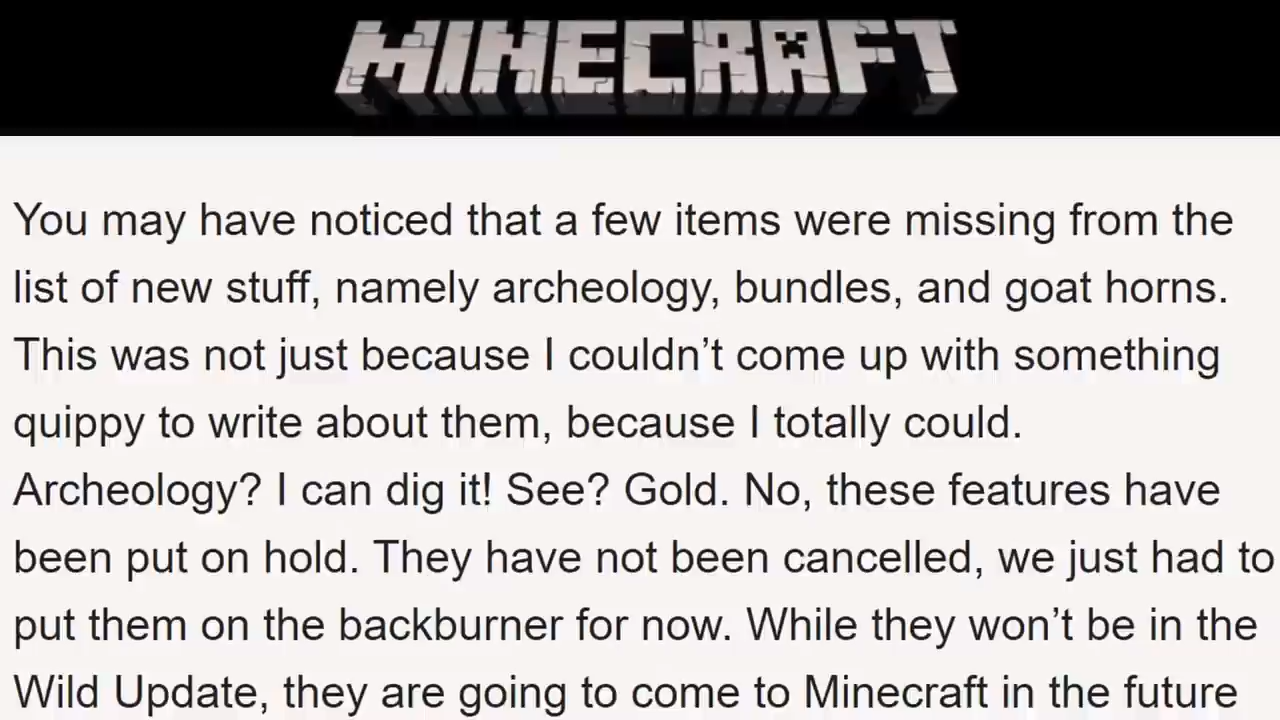 MINECRAFT
You may have noticed that a few items were missing from the
list of new stuff, namely archeology, bundles, and goat horns.
This was not just because I couldn’t come up with something
quippy to write about them, because I totally could.
Archeology? I can dig it! See? Gold. No, these features have
been put on hold. They have not been cancelled, we just had to
put them on the backburner for now. While they won’t be in the
Wild Update, they are going to come to Minecraft in the future